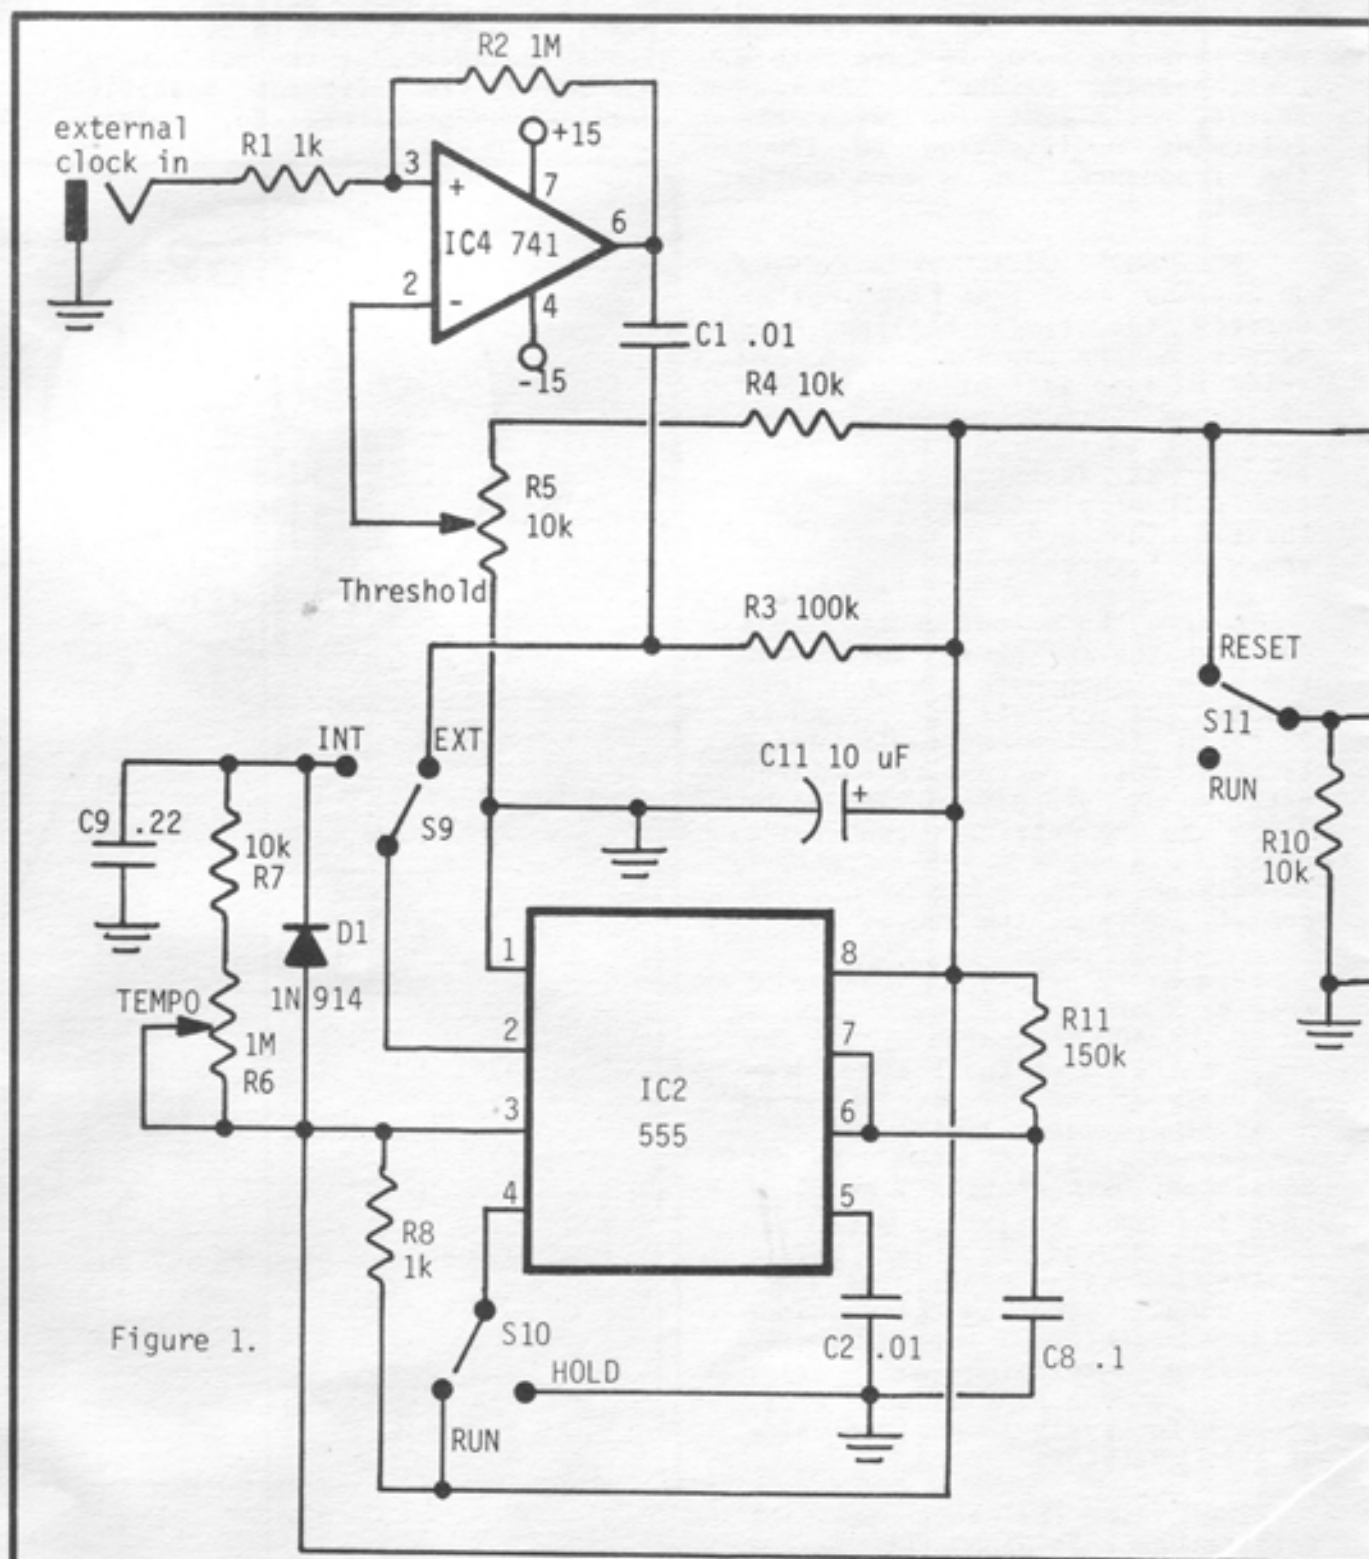 R2 1M
external
clock in
R1 1k
+15
3
+
7
6
IC4 741
2
-
4
-15
C1 .01
R4 10k
R5
10k
Threshold
R3 100k
RESET
S11
RUN
INT
EXT
C11 10 uF
+
C9 .22
S9
10k
R7
R10
10k
D1
1N914
TEMPO
1M
R6
1
2
3
4
8
7
6
5
IC2
555
R11
150k
R8
1k
S10
HOLD
RUN
C2 .01
C8 .1
Figure 1.